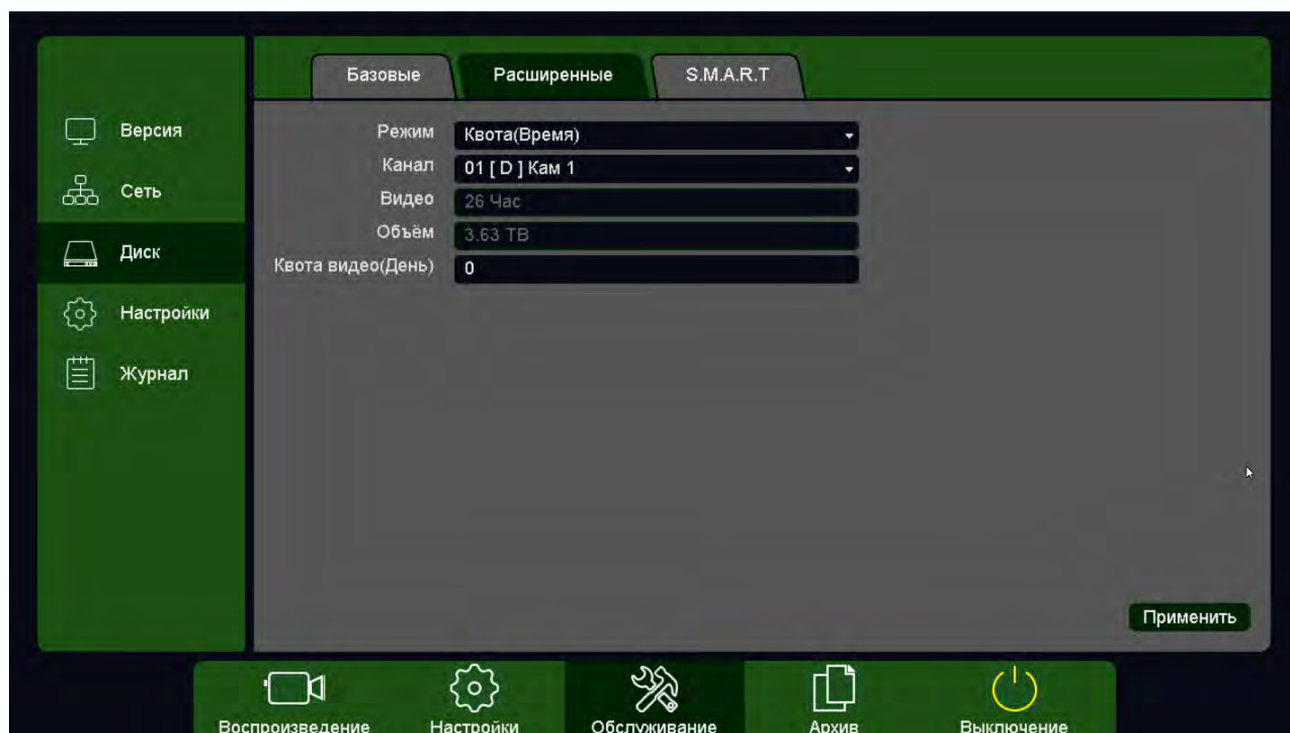 Базовые Расширенные S.M.A.R.T
Версия
Сеть
Диск
Настройки
Журнал
Режим Квота(Время)
Канал 01 [ D ] Кам 1
Видео 26 Час
Объём 3.63 TB
Квота видео(День) 0
Применить
Воспроизведение Настройки Обслуживание Архив Выключение